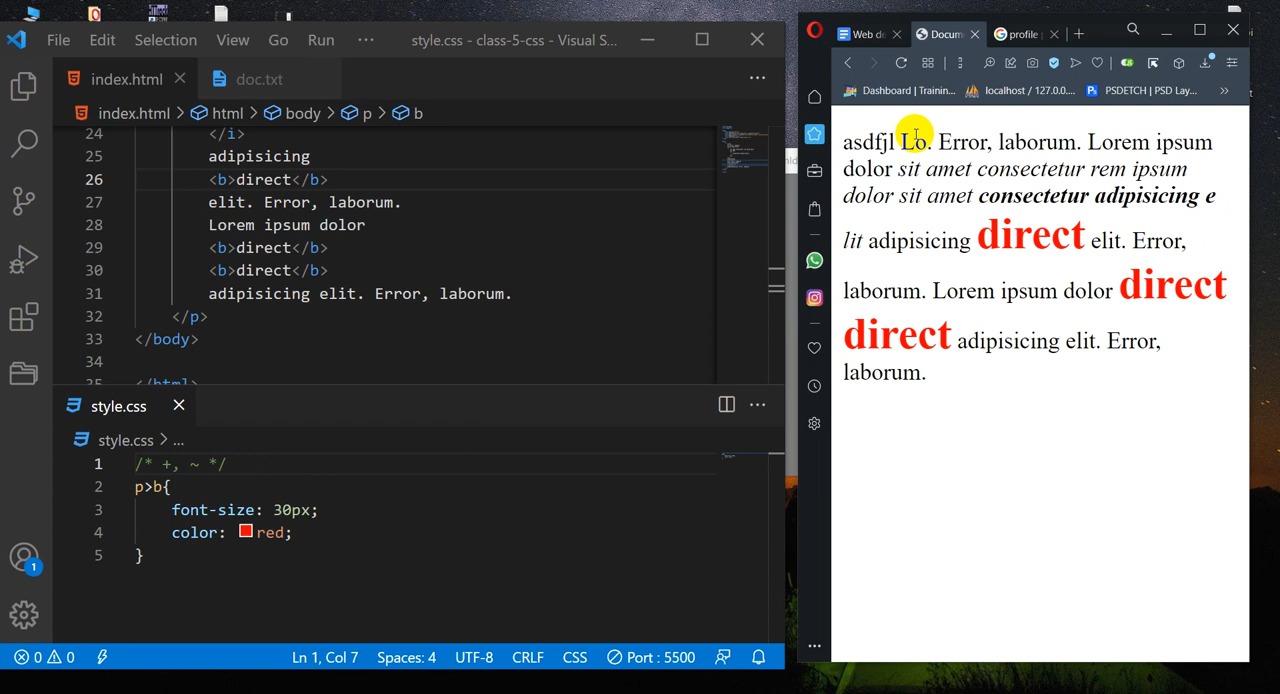 File Edit Selection View Go Run ··· style.css - class-5-css - Visual S...
index.html doc.txt
index.html > html > body > p > b
24 </i>
25 adipisicing
26 <b>direct</b>
27 elit. Error, laborum.
28 Lorem ipsum dolor
29 <b>direct</b>
30 <b>direct</b>
31 adipisicing elit. Error, laborum.
32 </p>
33 </body>
34
35 </html>
style.css
style.css > ...
1 /* +, ~ */
2 p>b{
3 font-size: 30px;
4 color: red;
5 }
1
0 0 Ln 1, Col 7 Spaces: 4 UTF-8 CRLF CSS Port : 5500
Web de Docum profile
Dashboard | Trainin... localhost / 127.0.0.... PSDETCH | PSD Lay... »
asdfjl Lo. Error, laborum. Lorem ipsum
dolor sit amet consectetur rem ipsum
dolor sit amet consectetur adipisicing e
lit adipisicing direct elit. Error,
laborum. Lorem ipsum dolor direct
direct adipisicing elit. Error,
laborum.